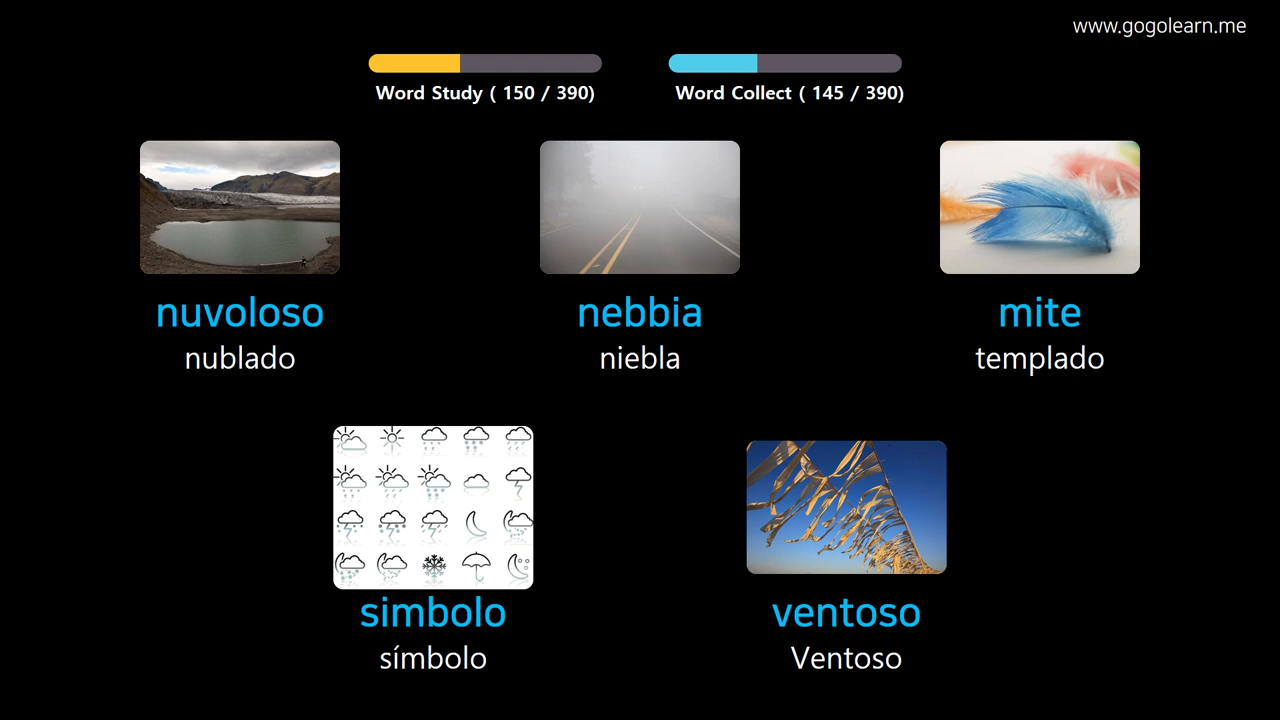 www.gogolearn.me
Word Study ( 150 / 390)
Word Collect ( 145 / 390)
nuvoloso
nublado
nebbia
niebla
mite
templado
simbolo
símbolo
ventoso
Ventoso